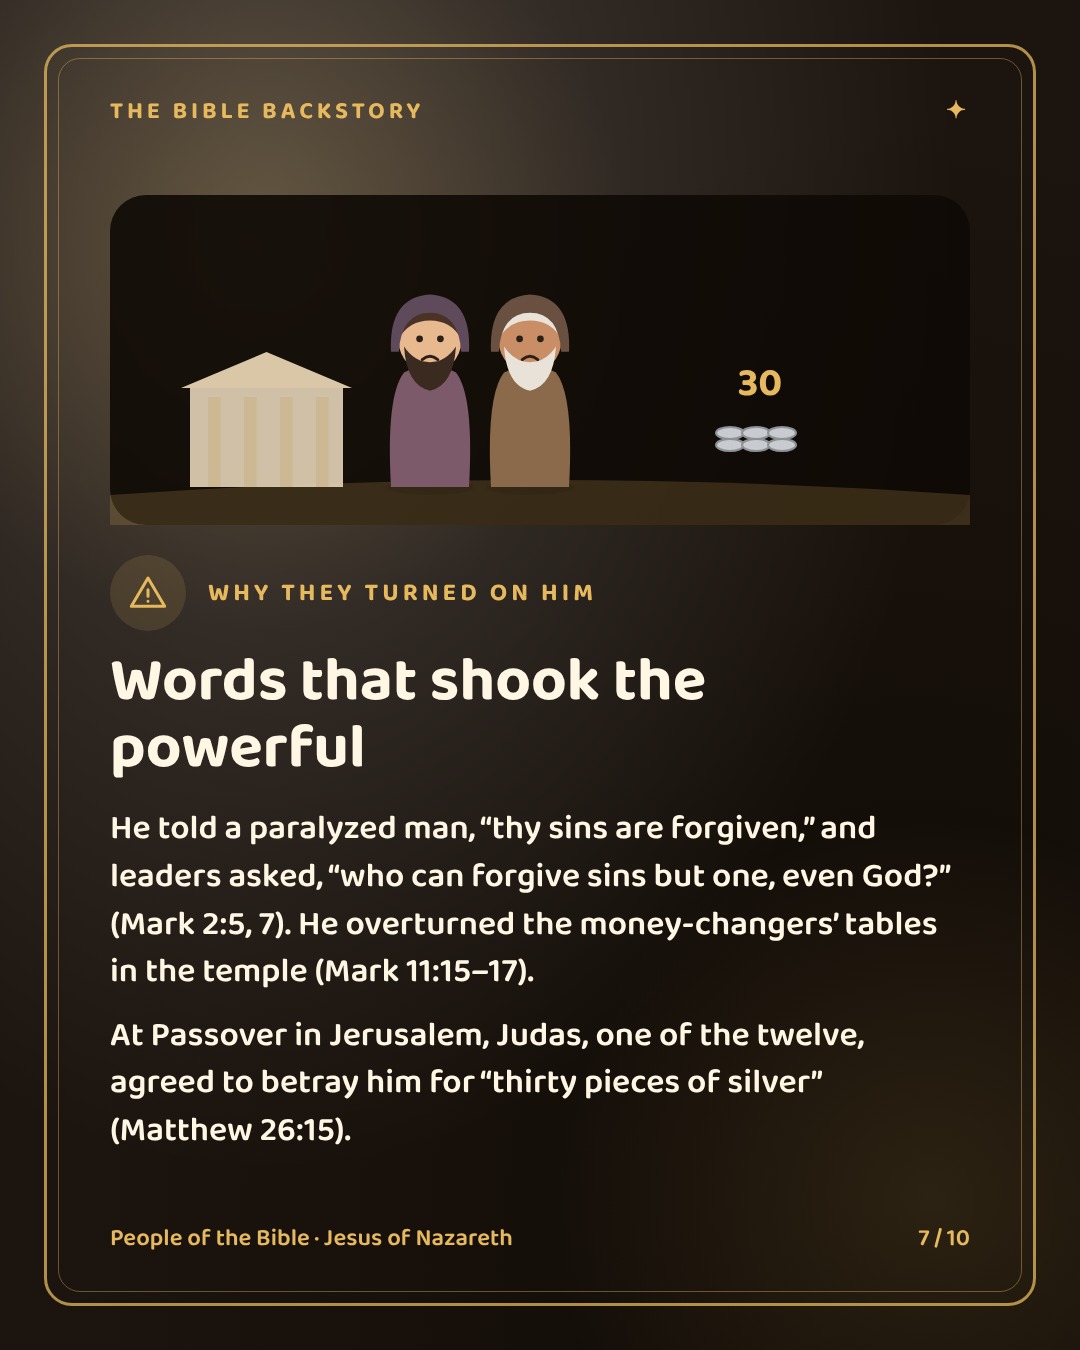 THE BIBLE BACKSTORY
30
WHY THEY TURNED ON HIM
Words that shook the
powerful
He told a paralyzed man, “thy sins are forgiven,” and
leaders asked, “who can forgive sins but one, even God?”
(Mark 2:5, 7). He overturned the money-changers’ tables
in the temple (Mark 11:15–17).
At Passover in Jerusalem, Judas, one of the twelve,
agreed to betray him for “thirty pieces of silver”
(Matthew 26:15).
People of the Bible · Jesus of Nazareth
7 / 10